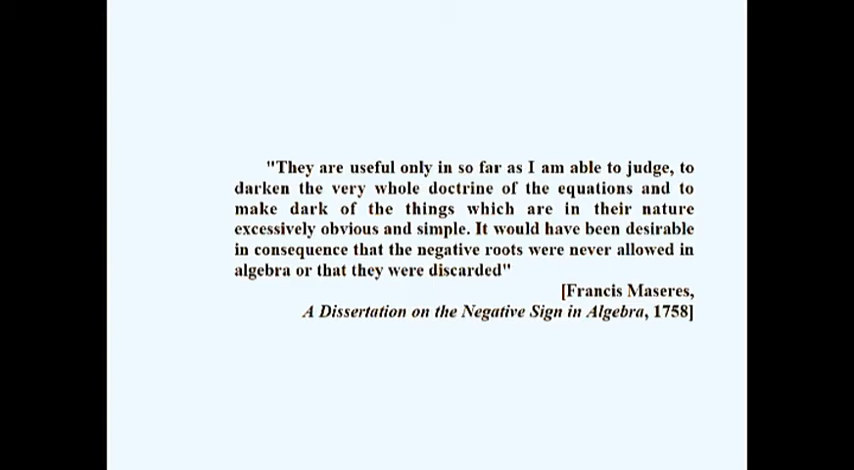 "They are useful only in so far as I am able to judge, to
darken the very whole doctrine of the equations and to
make dark of the things which are in their nature
excessively obvious and simple. It would have been desirable
in consequence that the negative roots were never allowed in
algebra or that they were discarded"
[Francis Maseres,
A Dissertation on the Negative Sign in Algebra, 1758]